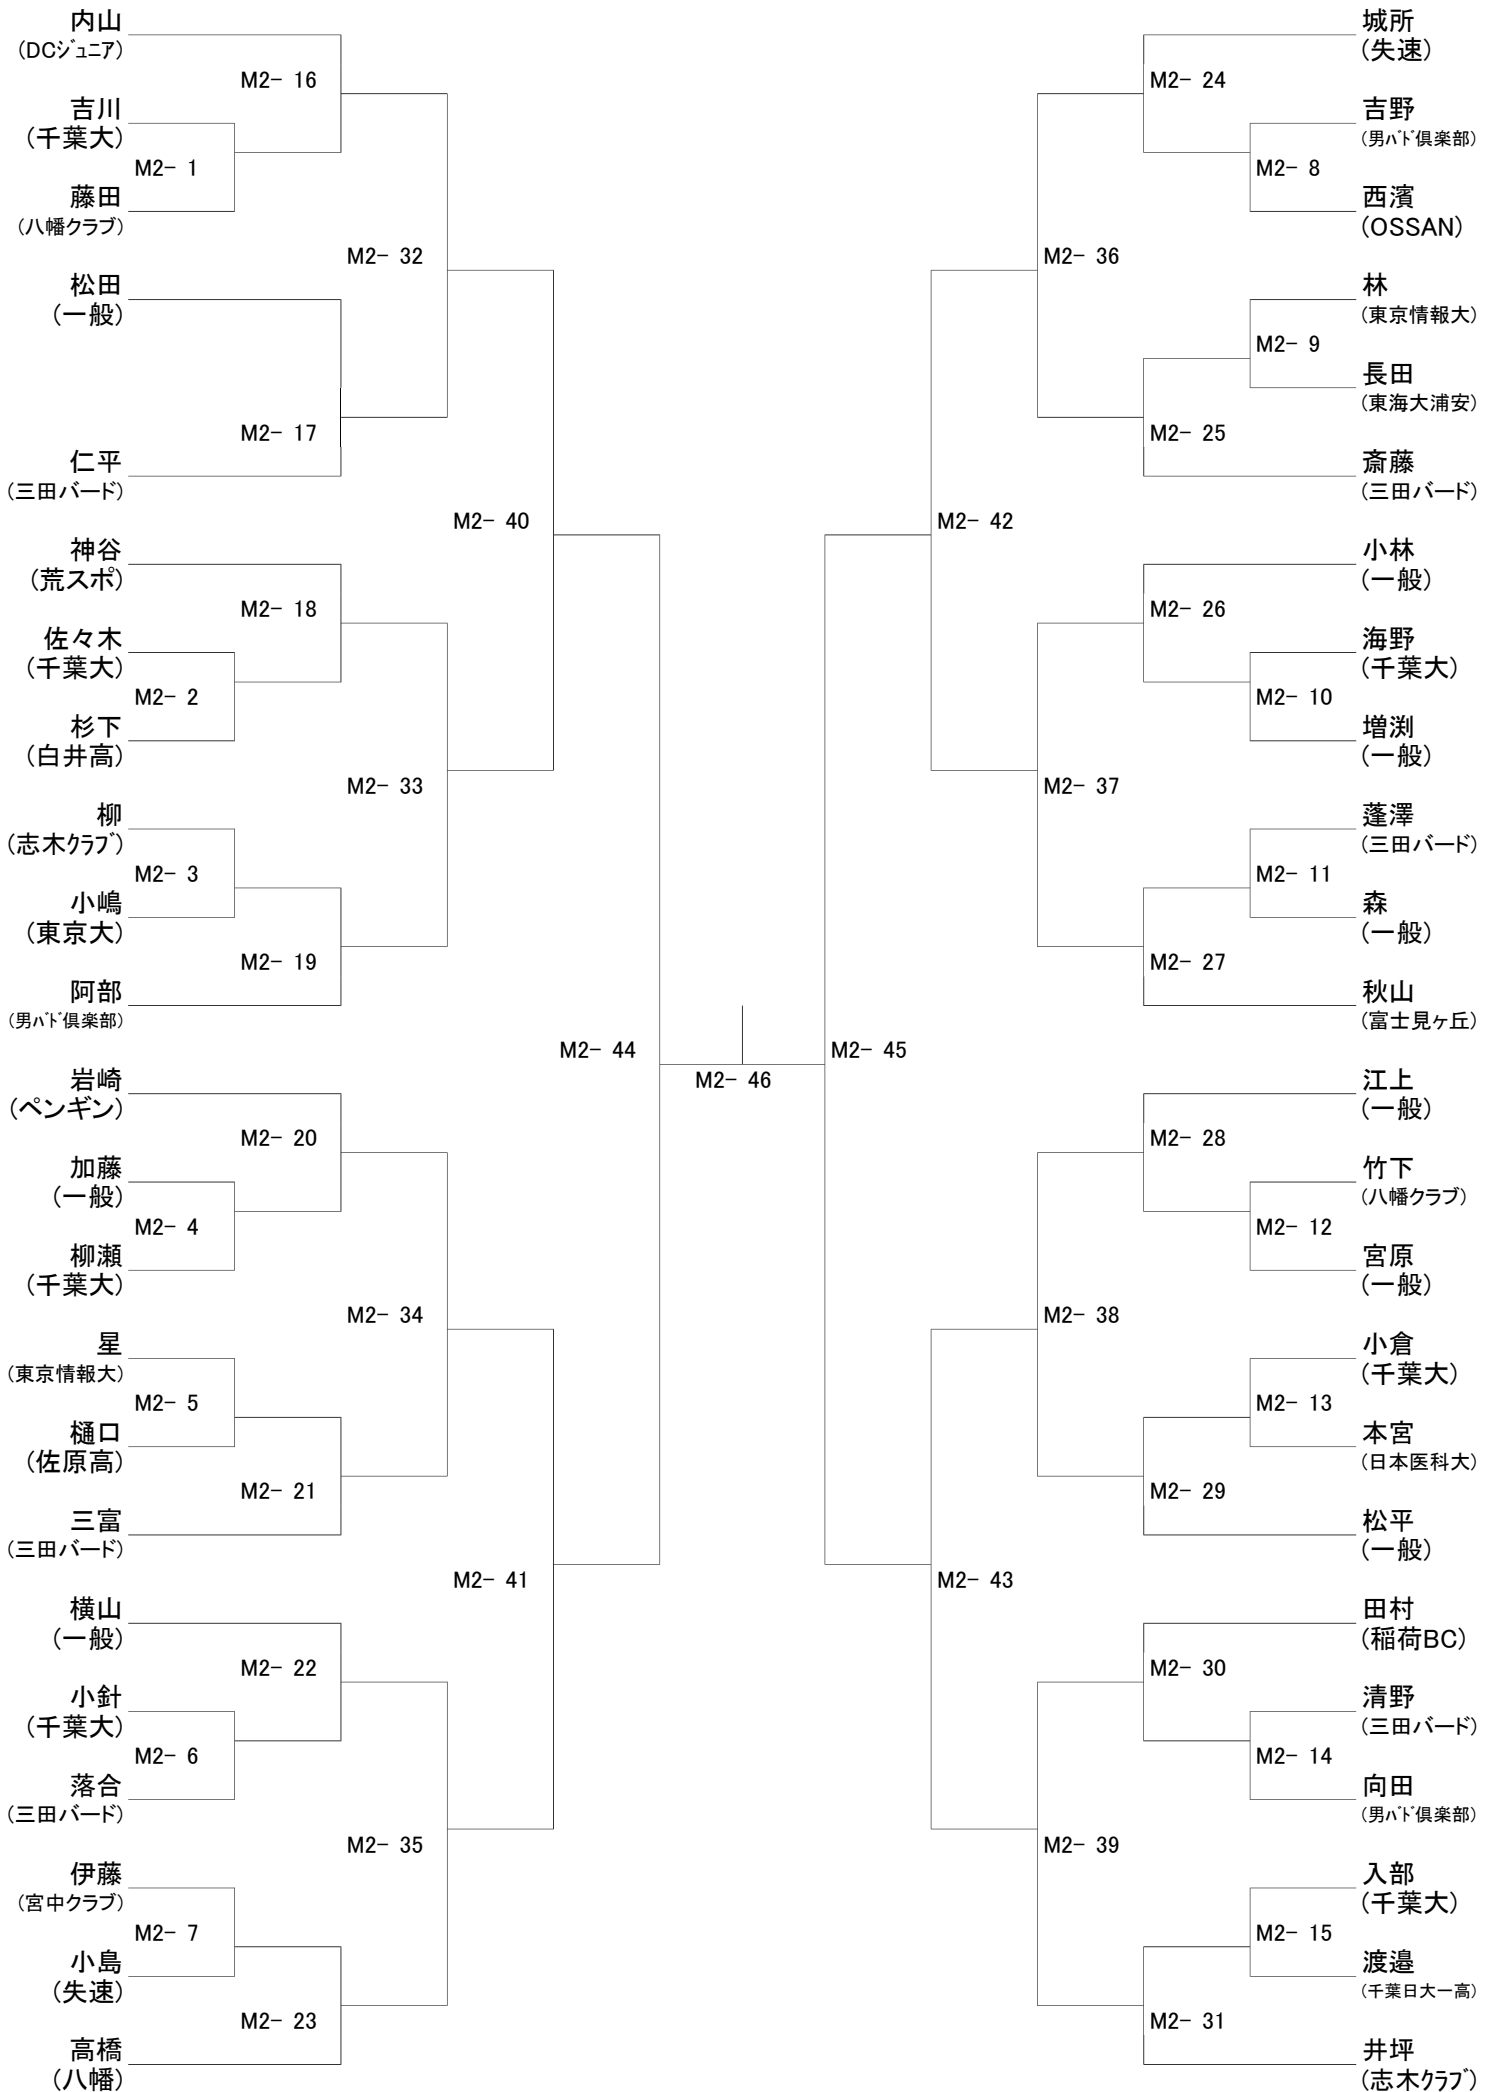 内山
(DCｼﾞｭﾆｱ)
M2- 16
吉川
(千葉大)
M2- 1
藤田
(八幡クラブ)
M2- 32
松田
(一般)
M2- 17
仁平
(三田バード)
M2- 40
神谷
(荒スポ)
M2- 18
佐々木
(千葉大)
M2- 2
杉下
(白井高)
M2- 33
柳
(志木ｸﾗﾌﾞ)
M2- 3
小嶋
(東京大)
M2- 19
阿部
(男ﾊﾞﾄﾞ倶楽部)
M2- 44
岩崎
(ペンギン)
M2- 20
加藤
(一般)
M2- 4
柳瀬
(千葉大)
M2- 34
星
(東京情報大)
M2- 5
樋口
(佐原高)
M2- 21
三富
(三田バード)
M2- 41
横山
(一般)
M2- 22
小針
(千葉大)
M2- 6
落合
(三田バード)
M2- 35
伊藤
(宮中クラブ)
M2- 7
小島
(失速)
M2- 23
高橋
(八幡)
M2- 46
城所
(失速)
M2- 24
吉野
(男ﾊﾞﾄﾞ倶楽部)
M2- 8
西濱
(OSSAN)
M2- 36
林
(東京情報大)
M2- 9
長田
(東海大浦安)
M2- 25
斎藤
(三田バード)
M2- 42
小林
(一般)
M2- 26
海野
(千葉大)
M2- 10
増渕
(一般)
M2- 37
蓬澤
(三田バード)
M2- 11
森
(一般)
M2- 27
秋山
(富士見ヶ丘)
M2- 45
江上
(一般)
M2- 28
竹下
(八幡クラブ)
M2- 12
宮原
(一般)
M2- 38
小倉
(千葉大)
M2- 13
本宮
(日本医科大)
M2- 29
松平
(一般)
M2- 43
田村
(稲荷BC)
M2- 30
清野
(三田バード)
M2- 14
向田
(男ﾊﾞﾄﾞ倶楽部)
M2- 39
入部
(千葉大)
M2- 15
渡邉
(千葉日大一高)
M2- 31
井坪
(志木ｸﾗﾌﾞ)